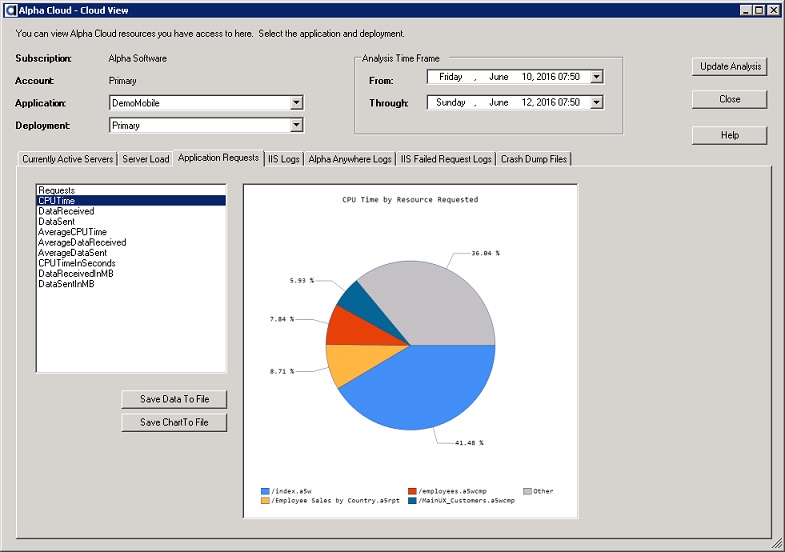 Alpha Cloud - Cloud View
You can view Alpha Cloud resources you have access to here.  Select the application and deployment.
Subscription: Alpha Software
Account: Primary
Application: DemoMobile
Deployment: Primary
Analysis Time Frame
From: Friday , June 10, 2016 07:50
Through: Sunday , June 12, 2016 07:50
Update Analysis
Close
Help
Currently Active Servers Server Load Application Requests IIS Logs Alpha Anywhere Logs IIS Failed Request Logs Crash Dump Files
Requests
CPUTime
DataReceived
DataSent
AverageCPUTime
AverageDataReceived
AverageDataSent
CPUTimeInSeconds
DataReceivedInMB
DataSentInMB
Save Data To File
Save ChartTo File
CPU Time by Resource Requested
36.04 %
5.93 %
7.84 %
8.71 %
41.48 %
/index.a5w /employees.a5wcmp Other
/Employee Sales by Country.a5rpt /MainUX_Customers.a5wcmp